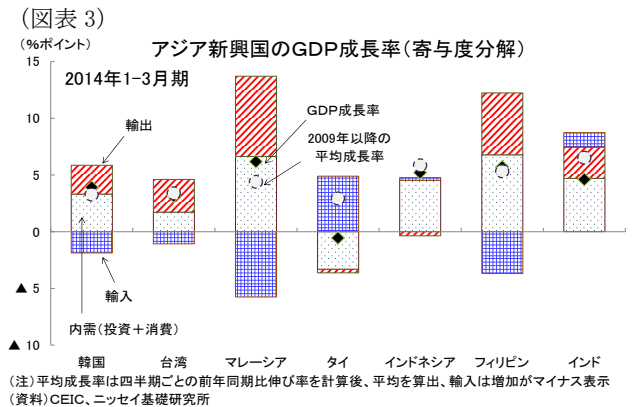 (図表 3)
(%ポイント)
アジア新興国のGDP成長率(寄与度分解)
2014年1-3月期
15
10
5
0
▲ 5
▲ 10
輸出
GDP成長率
2009年以降の
平均成長率
輸入
内需(投資+消費)
韓国 台湾 マレーシア タイ インドネシア フィリピン インド
(注)平均成長率は四半期ごとの前年同期比伸び率を計算後、平均を算出、輸入は増加がマイナス表示
(資料)CEIC、ニッセイ基礎研究所